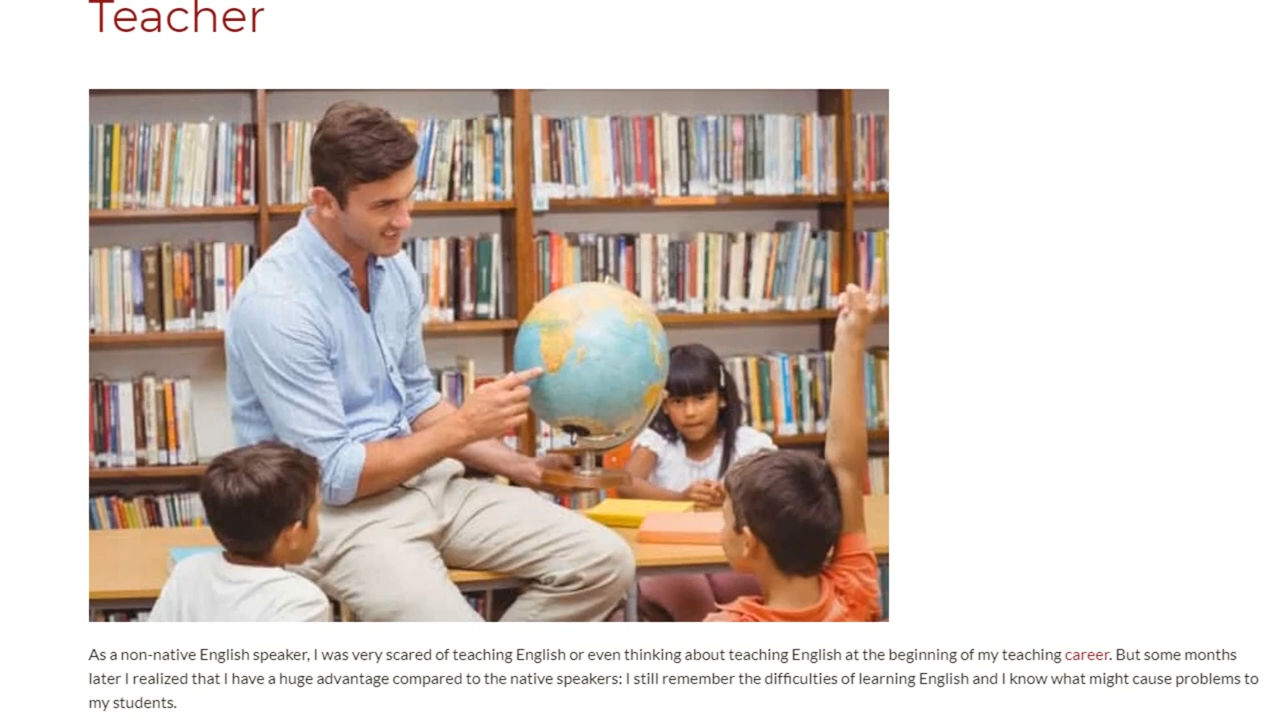 Teacher
As a non-native English speaker, I was very scared of teaching English or even thinking about teaching English at the beginning of my teaching career. But some months
later I realized that I have a huge advantage compared to the native speakers: I still remember the difficulties of learning English and I know what might cause problems to
my students.